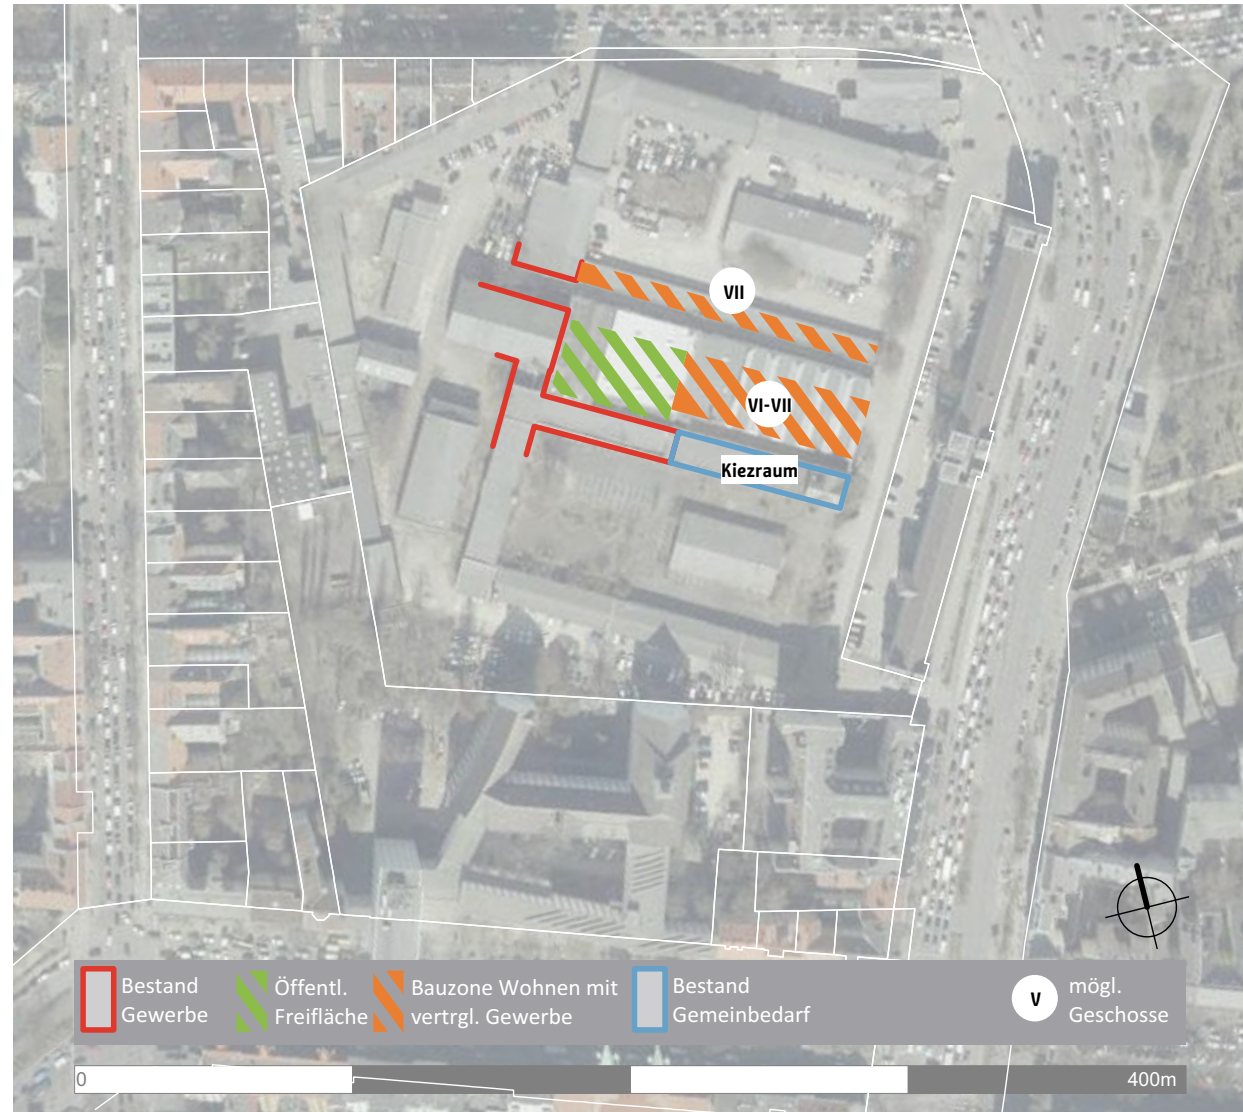 VII
VI-VII
Kiezraum
Bestand
Gewerbe
Öffentl.
Freifläche
Bauzone Wohnen mit
vertrgl. Gewerbe
Bestand
Gemeinbedarf
V
mögl.
Geschosse
0
400m